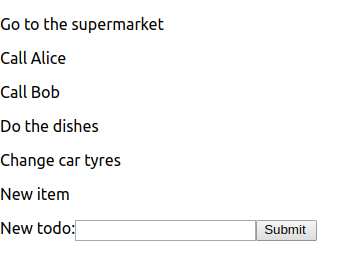 Go to the supermarket
Call Alice
Call Bob
Do the dishes
Change car tyres
New item
New todo: Submit